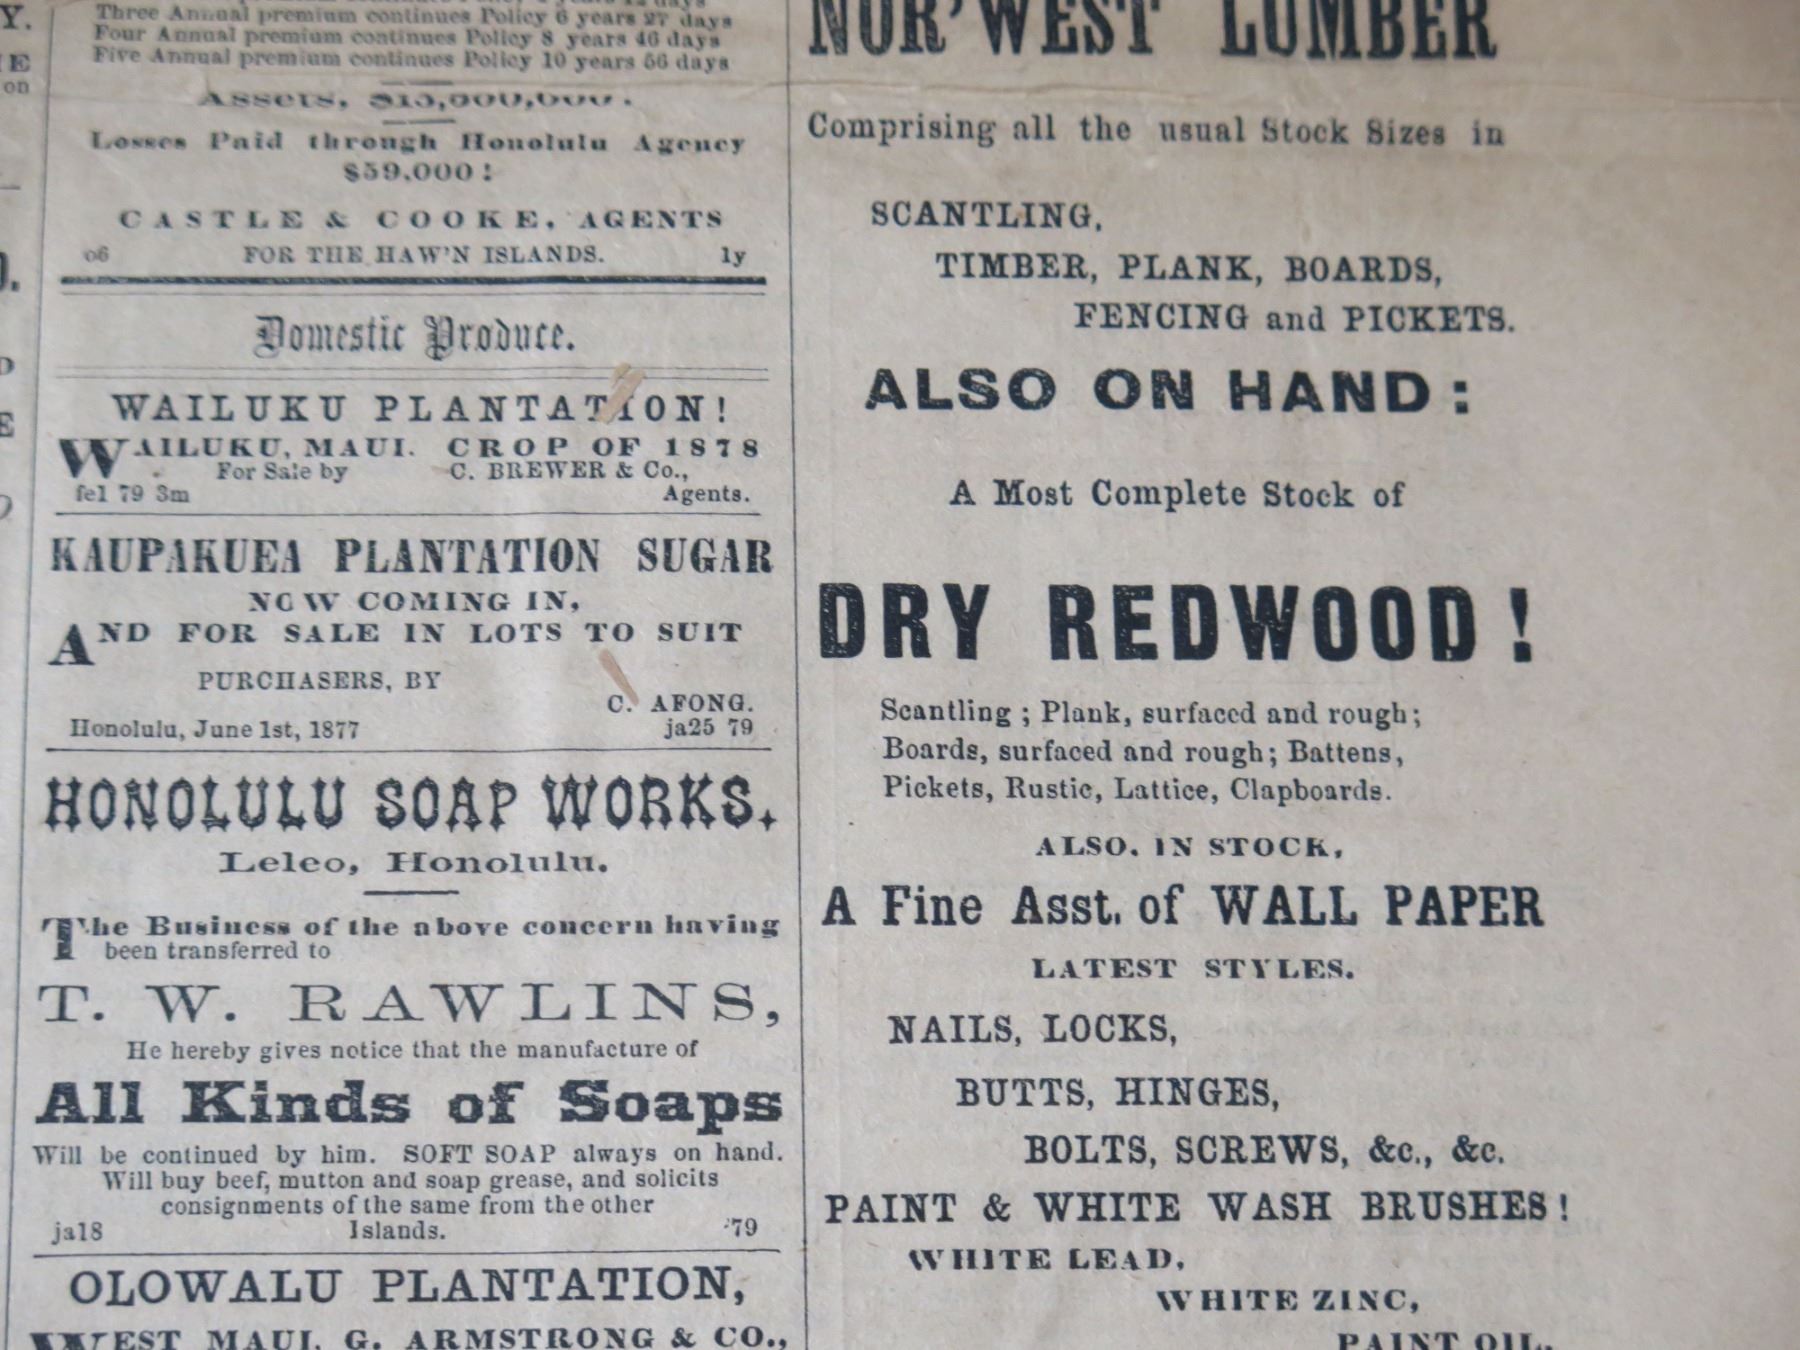 Three Annual premium continues Policy 6 years 27 days
Four Annual premium continues Policy 8 years 46 days
Five Annual premium continues Policy 10 years 56 days
ASSETS, $15,000,000.
Losses Paid through Honolulu Agency
$59,000!
CASTLE & COOKE, AGENTS
o6 FOR THE HAW'N ISLANDS. 1y
Domestic Produce.
WAILUKU PLANTATION!
WAILUKU, MAUI. CROP OF 1878
For Sale by C. BREWER & Co.,
fe1 79 3m Agents.
KAUPAKUEA PLANTATION SUGAR
NOW COMING IN,
AND FOR SALE IN LOTS TO SUIT
PURCHASERS, BY
C. AFONG.
Honolulu, June 1st, 1877 ja25 79
HONOLULU SOAP WORKS,
Leleo, Honolulu.
The Business of the above concern having
been transferred to
T. W. RAWLINS,
He hereby gives notice that the manufacture of
All Kinds of Soaps
Will be continued by him. SOFT SOAP always on hand.
Will buy beef, mutton and soap grease, and solicits
consignments of the same from the other
ja18 Islands. '79
OLOWALU PLANTATION,
WEST MAUI, G. ARMSTRONG & CO.,
NOR'WEST LUMBER
Comprising all the usual Stock Sizes in
SCANTLING,
TIMBER, PLANK, BOARDS,
FENCING and PICKETS.
ALSO ON HAND:
A Most Complete Stock of
DRY REDWOOD!
Scantling; Plank, surfaced and rough;
Boards, surfaced and rough; Battens,
Pickets, Rustic, Lattice, Clapboards.
ALSO, IN STOCK,
A Fine Asst. of WALL PAPER
LATEST STYLES.
NAILS, LOCKS,
BUTTS, HINGES,
BOLTS, SCREWS, &c., &c.
PAINT & WHITE WASH BRUSHES!
WHITE LEAD,
WHITE ZINC,
PAINT OIL,